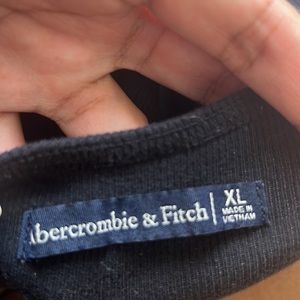 Abercrombie & Fitch
XL
MADE IN
VIETNAM